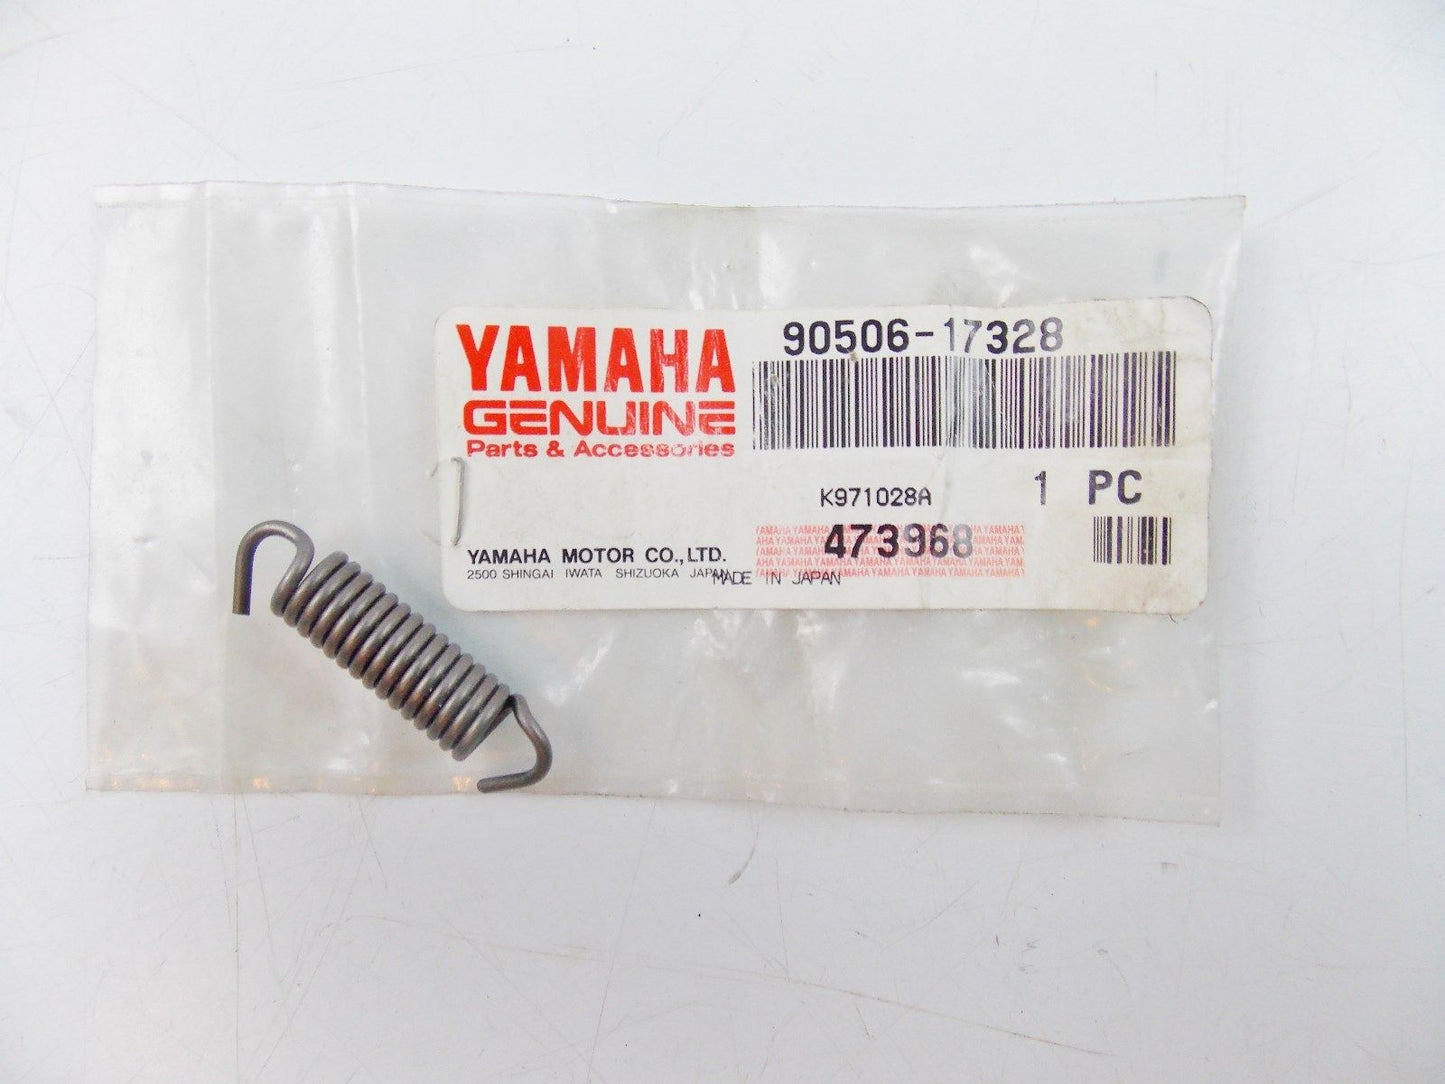 YAMAHA
GENUINE
Parts & Accessories
90506-17328
K971028A
1 PC
473968
YAMAHA MOTOR CO.,LTD.
2500 SHINGAI IWATA SHIZUOKA JAPAN
MADE IN JAPAN